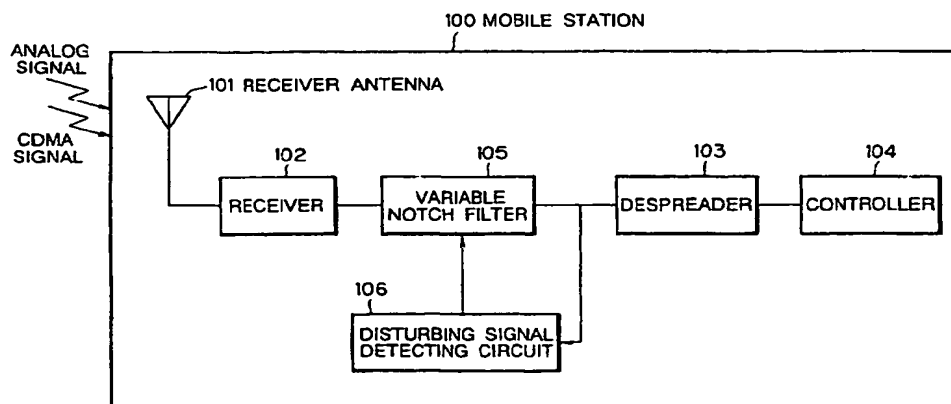 100 MOBILE STATION
ANALOG
SIGNAL
101 RECEIVER ANTENNA
CDMA
SIGNAL
102
105
103
104
RECEIVER
VARIABLE
NOTCH FILTER
DESPREADER
CONTROLLER
106
DISTURBING SIGNAL
DETECTING CIRCUIT